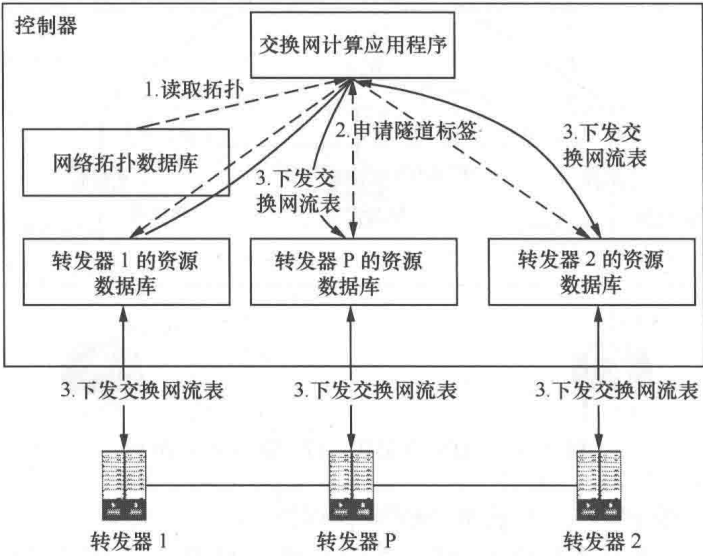 控制器
交换网计算应用程序
1.读取拓扑
2.申请隧道标签
3.下发交
换网流表
网络拓扑数据库
3.下发交
换网流表
转发器 1 的资源
数据库
转发器 P 的资源
数据库
转发器 2 的资源
数据库
3.下发交换网流表
3.下发交换网流表
3.下发交换网流表
转发器 1
转发器 P
转发器 2